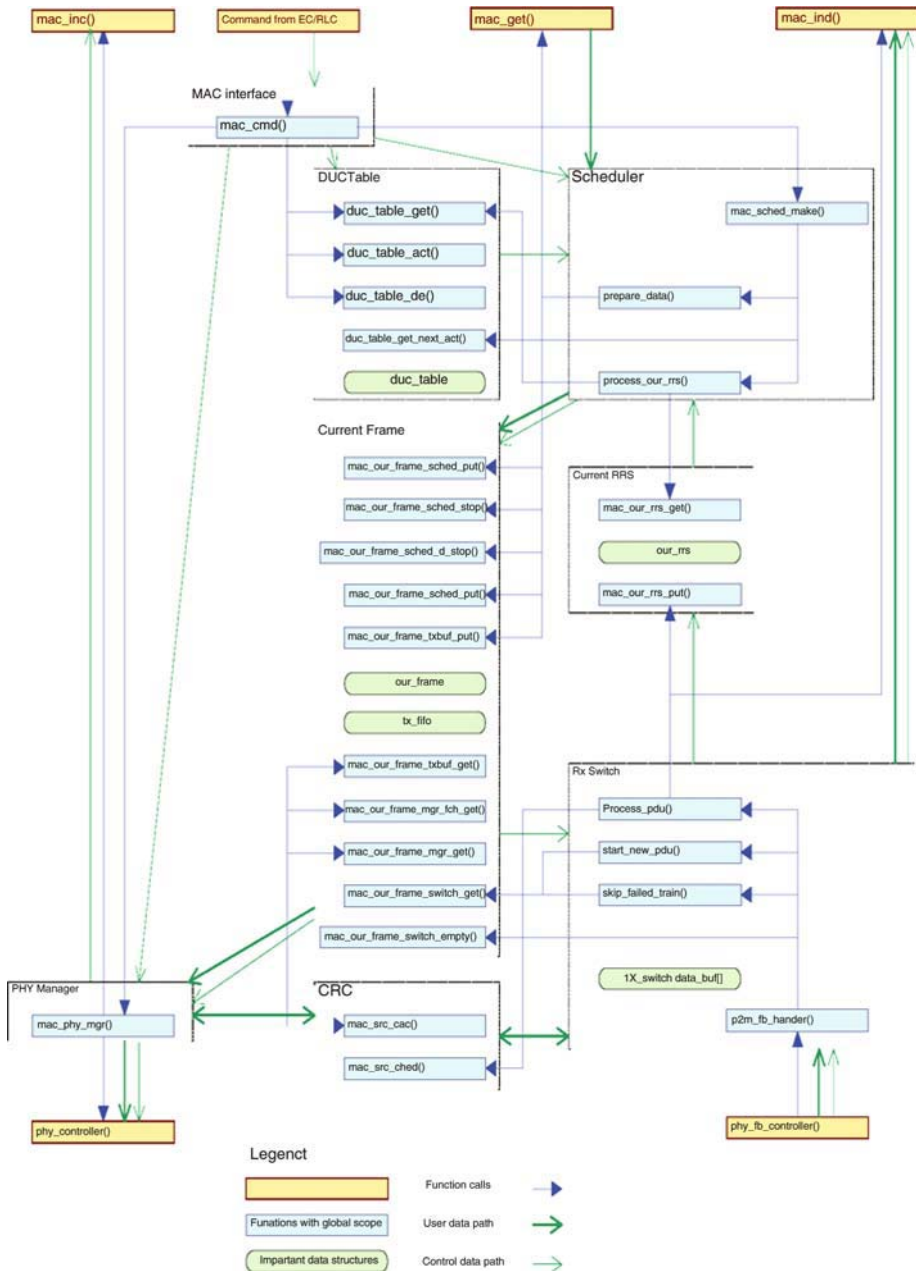 mac_inc()
Command from EC/RLC
mac_get()
mac_ind()
MAC interface
mac_cmd()
DUCTable
duc_table_get()
duc_table_act()
duc_table_de()
duc_table_get_next_act()
duc_table
Scheduler
mac_sched_make()
prepare_data()
process_our_rrs()
Current Frame
mac_our_frame_sched_put()
mac_our_frame_sched_stop()
mac_our_frame_sched_d_stop()
mac_our_frame_sched_put()
mac_our_frame_txbuf_put()
our_frame
tx_fifo
mac_our_frame_txbuf_get()
mac_our_frame_mgr_fch_get()
mac_our_frame_mgr_get()
mac_our_frame_switch_get()
mac_our_frame_switch_empty()
Current RRS
mac_our_rrs_get()
our_rrs
mac_our_rrs_put()
Rx Switch
Process_pdu()
start_new_pdu()
skip_failed_train()
1X_switch data_buf[]
p2m_fb_hander()
PHY Manager
mac_phy_mgr()
CRC
mac_src_cac()
mac_src_ched()
phy_controller()
phy_fb_controller()
Legenct
Function calls
Funations with global scope
User data path
Impartant data structures
Control data path